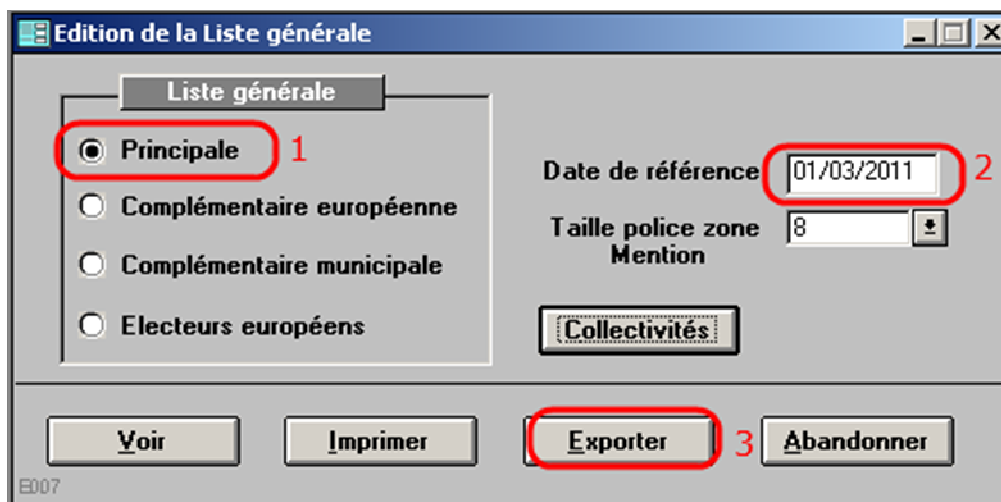 Edition de la Liste générale
Liste générale
Principale
1
Complémentaire européenne
Complémentaire municipale
Electeurs européens
Date de référence
01/03/2011
2
Taille police zone
Mention
8
Collectivités
Voir
Imprimer
Exporter
3
Abandonner
E007